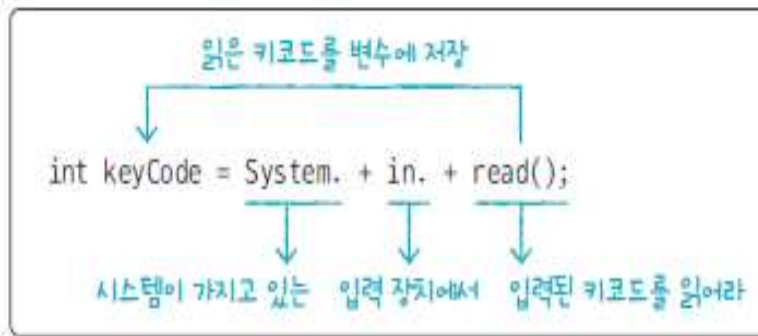 읽은 키코드를 변수에 저장
int keyCode = System. + in. + read();
시스템이 가지고 있는 입력 장치에서 입력된 키코드를 읽어라